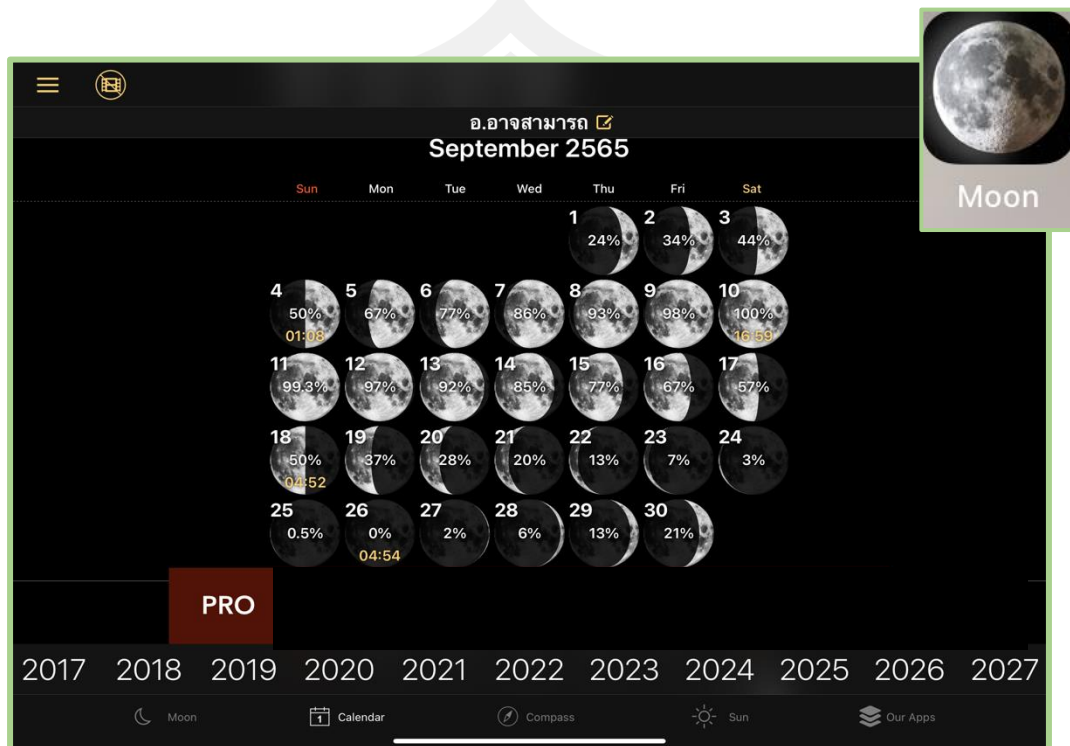 อ.อาจสามารถ
September 2565
Moon
Sun Mon Tue Wed Thu Fri Sat
1 2 3
24% 34% 44%
4 5 6 7 8 9 10
50% 67% 77% 86% 93% 98% 100%
01:08 16:59
11 12 13 14 15 16 17
99.3% 97% 92% 85% 77% 67% 57%
18 19 20 21 22 23 24
50% 37% 28% 20% 13% 7% 3%
04:52
25 26 27 28 29 30
0.5% 0% 2% 6% 13% 21%
04:54
PRO
2017 2018 2019 2020 2021 2022 2023 2024 2025 2026 2027
Moon 1 Calendar Compass Sun Our Apps